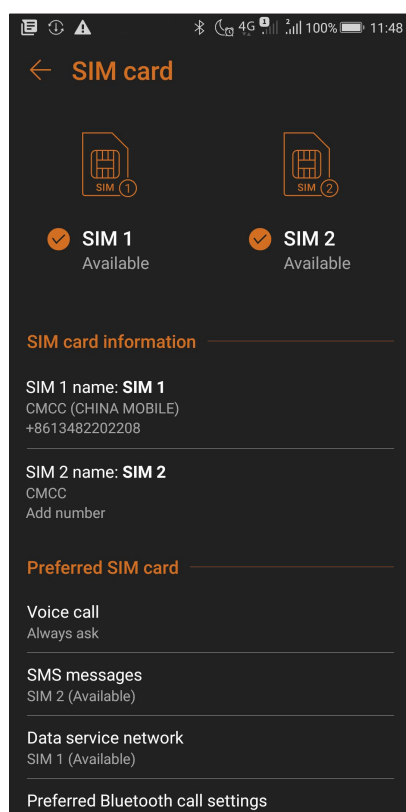 4G 1 2 100% 11:48
SIM card
SIM 1 SIM 2
SIM 1 SIM 2
Available Available
SIM card information
SIM 1 name: SIM 1
CMCC (CHINA MOBILE)
+8613482202208
SIM 2 name: SIM 2
CMCC
Add number
Preferred SIM card
Voice call
Always ask
SMS messages
SIM 2 (Available)
Data service network
SIM 1 (Available)
Preferred Bluetooth call settings